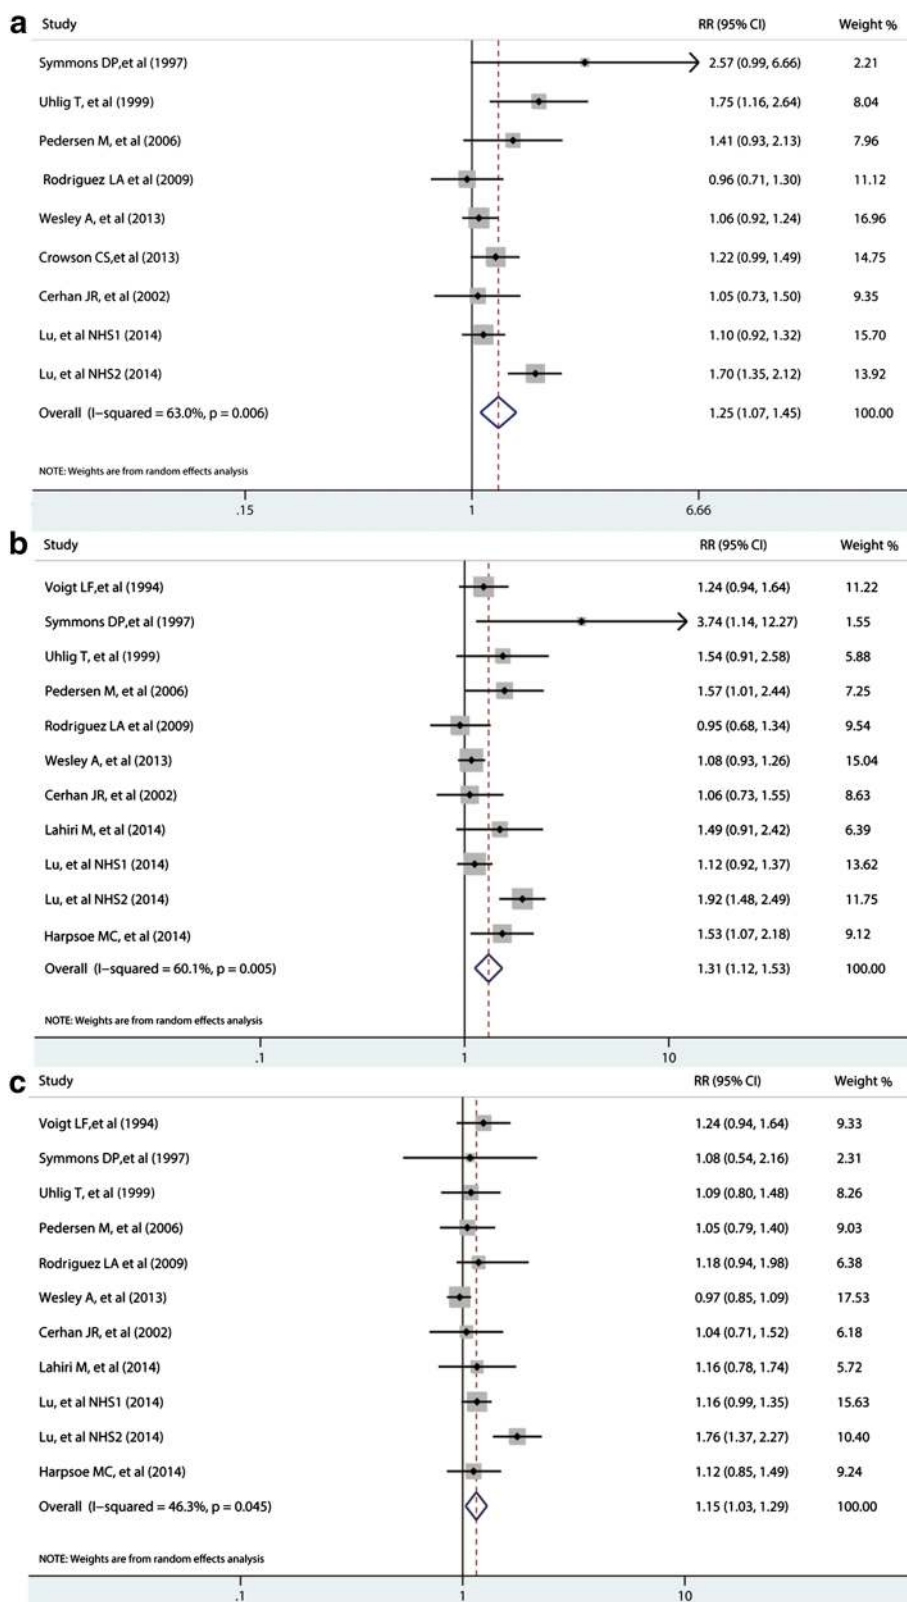 a Study RR (95% CI) Weight %
Symmons DP,et al (1997) 2.57 (0.99, 6.66) 2.21
Uhlig T, et al (1999) 1.75 (1.16, 2.64) 8.04
Pedersen M, et al (2006) 1.41 (0.93, 2.13) 7.96
Rodriguez LA et al (2009) 0.96 (0.71, 1.30) 11.12
Wesley A, et al (2013) 1.06 (0.92, 1.24) 16.96
Crowson CS,et al (2013) 1.22 (0.99, 1.49) 14.75
Cerhan JR, et al (2002) 1.05 (0.73, 1.50) 9.35
Lu, et al NHS1 (2014) 1.10 (0.92, 1.32) 15.70
Lu, et al NHS2 (2014) 1.70 (1.35, 2.12) 13.92
Overall (I−squared = 63.0%, p = 0.006) 1.25 (1.07, 1.45) 100.00
NOTE: Weights are from random effects analysis
.15 1 6.66
b Study RR (95% CI) Weight %
Voigt LF,et al (1994) 1.24 (0.94, 1.64) 11.22
Symmons DP,et al (1997) 3.74 (1.14, 12.27) 1.55
Uhlig T, et al (1999) 1.54 (0.91, 2.58) 5.88
Pedersen M, et al (2006) 1.57 (1.01, 2.44) 7.25
Rodriguez LA et al (2009) 0.95 (0.68, 1.34) 9.54
Wesley A, et al (2013) 1.08 (0.93, 1.26) 15.04
Cerhan JR, et al (2002) 1.06 (0.73, 1.55) 8.63
Lahiri M, et al (2014) 1.49 (0.91, 2.42) 6.39
Lu, et al NHS1 (2014) 1.12 (0.92, 1.37) 13.62
Lu, et al NHS2 (2014) 1.92 (1.48, 2.49) 11.75
Harpsoe MC, et al (2014) 1.53 (1.07, 2.18) 9.12
Overall (I−squared = 60.1%, p = 0.005) 1.31 (1.12, 1.53) 100.00
NOTE: Weights are from random effects analysis
.1 1 10
c Study RR (95% CI) Weight %
Voigt LF,et al (1994) 1.24 (0.94, 1.64) 9.33
Symmons DP,et al (1997) 1.08 (0.54, 2.16) 2.31
Uhlig T, et al (1999) 1.09 (0.80, 1.48) 8.26
Pedersen M, et al (2006) 1.05 (0.79, 1.40) 9.03
Rodriguez LA et al (2009) 1.18 (0.94, 1.98) 6.38
Wesley A, et al (2013) 0.97 (0.85, 1.09) 17.53
Cerhan JR, et al (2002) 1.04 (0.71, 1.52) 6.18
Lahiri M, et al (2014) 1.16 (0.78, 1.74) 5.72
Lu, et al NHS1 (2014) 1.16 (0.99, 1.35) 15.63
Lu, et al NHS2 (2014) 1.76 (1.37, 2.27) 10.40
Harpsoe MC, et al (2014) 1.12 (0.85, 1.49) 9.24
Overall (I−squared = 46.3%, p = 0.045) 1.15 (1.03, 1.29) 100.00
NOTE: Weights are from random effects analysis
.1 1 10